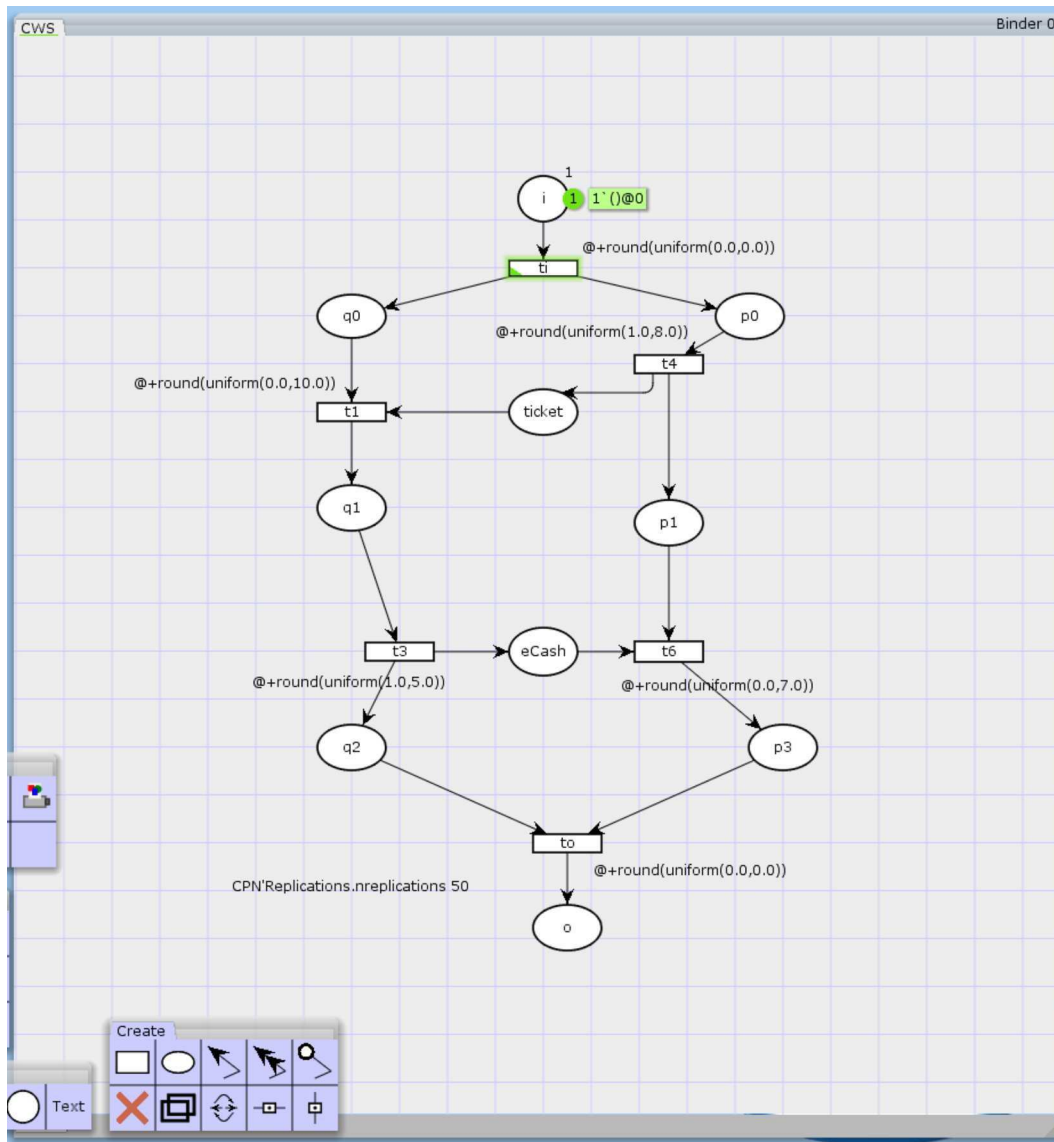 CWS
Binder 0
1
i
1
1`()@0
@+round(uniform(0.0,0.0))
ti
q0
p0
@+round(uniform(1.0,8.0))
t4
@+round(uniform(0.0,10.0))
t1
ticket
q1
p1
t3
eCash
t6
@+round(uniform(1.0,5.0))
@+round(uniform(0.0,7.0))
q2
p3
to
@+round(uniform(0.0,0.0))
CPN'Replications.nreplications 50
o
Create
Text